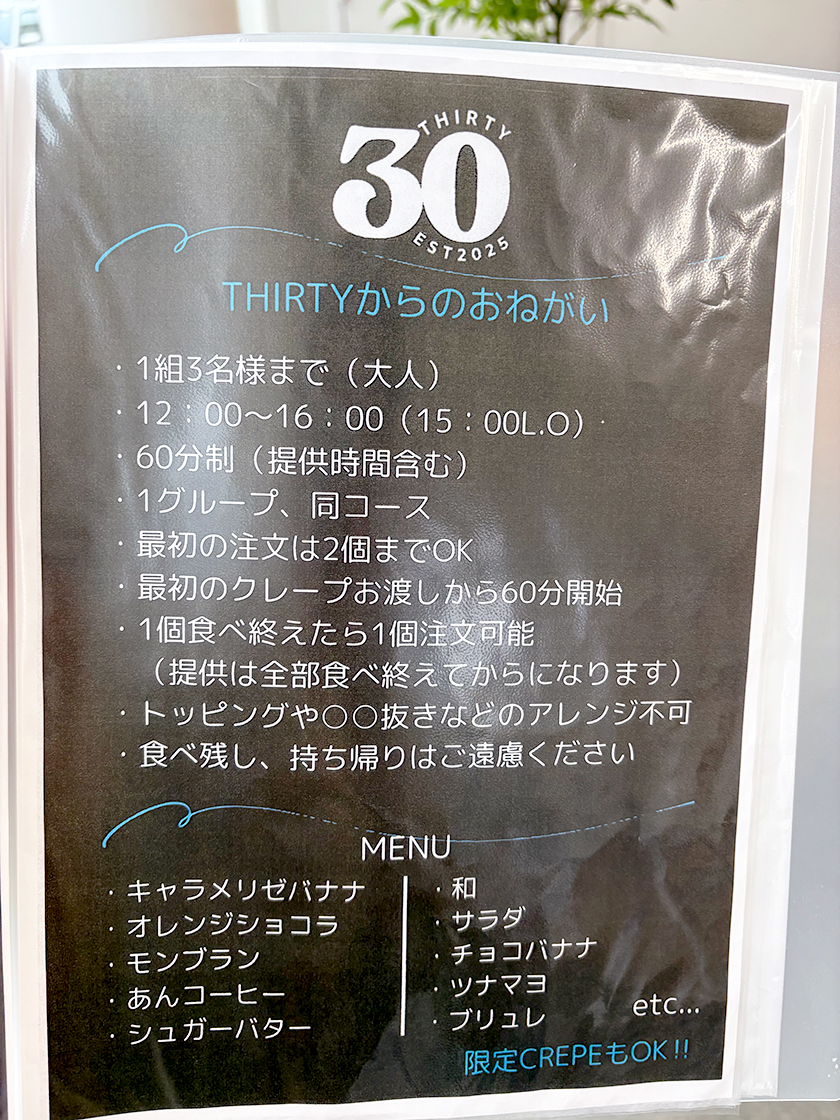 THIRTY
30
EST2025
THIRTYからのおねがい
・1組3名様まで（大人）
・12：00〜16：00（15：00L.O）
・60分制（提供時間含む）
・1グループ、同コース
・最初の注文は2個までOK
・最初のクレープお渡しから60分開始
・1個食べ終えたら1個注文可能
（提供は全部食べ終えてからになります）
・トッピングや○○抜きなどのアレンジ不可
・食べ残し、持ち帰りはご遠慮ください
MENU
・キャラメリゼバナナ
・オレンジショコラ
・モンブラン
・あんコーヒー
・シュガーバター
・和
・サラダ
・チョコバナナ
・ツナマヨ
・ブリュレ
etc...
限定CREPEもOK!!